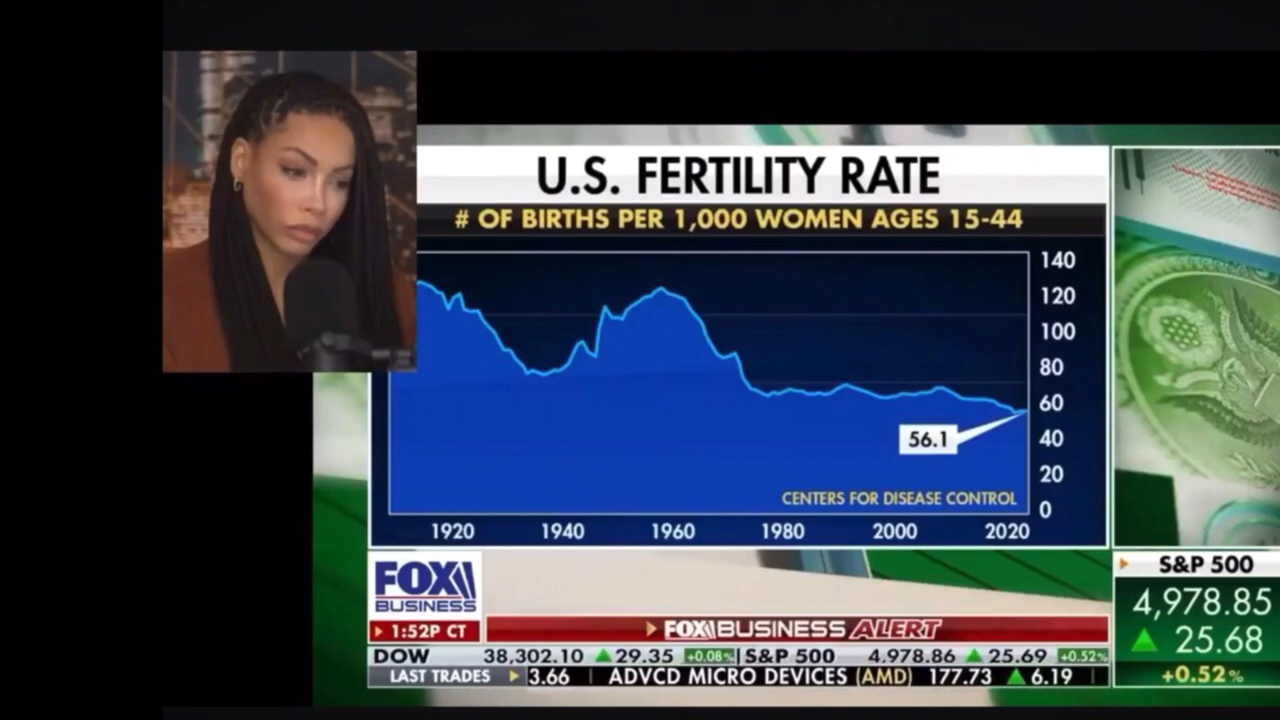 U.S. FERTILITY RATE
# OF BIRTHS PER 1,000 WOMEN AGES 15-44
140
120
100
80
60
56.1
40
20
CENTERS FOR DISEASE CONTROL
0
1920 1940 1960 1980 2000 2020
FOX
BUSINESS
S&P 500
4,978.85
▲ 25.68
+0.52%
1:52P CT
FOX BUSINESS ALERT
DOW 38,302.10 ▲ 29.35 +0.08% S&P 500 4,978.86 ▲ 25.69 +0.52%
LAST TRADES 3.66 ADVCD MICRO DEVICES (AMD) 177.73 ▲ 6.19